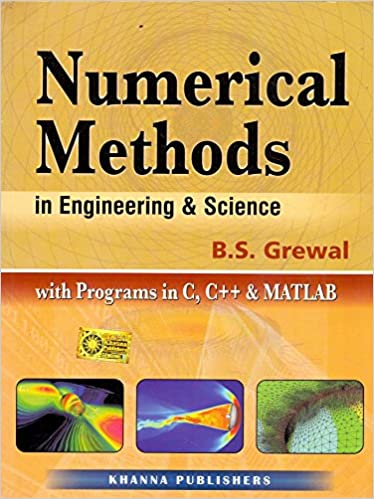 Numerical
Methods
in Engineering & Science
B.S. Grewal
with Programs in C, C++ & MATLAB
KHANNA PUBLISHERS